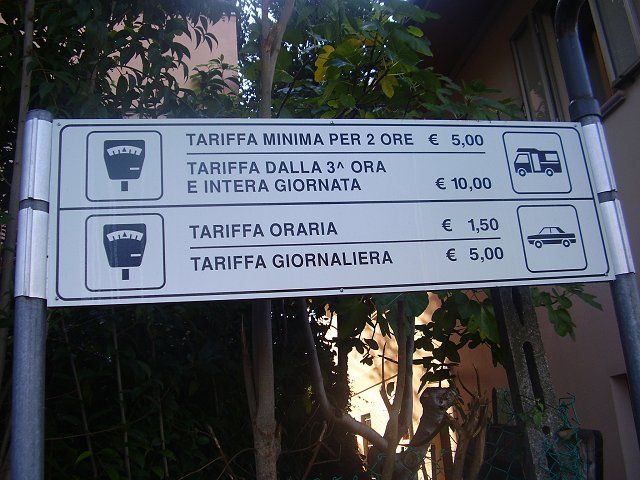 TARIFFA MINIMA PER 2 ORE € 5,00
TARIFFA DALLA 3^ ORA
E INTERA GIORNATA € 10,00
TARIFFA ORARIA € 1,50
TARIFFA GIORNALIERA € 5,00